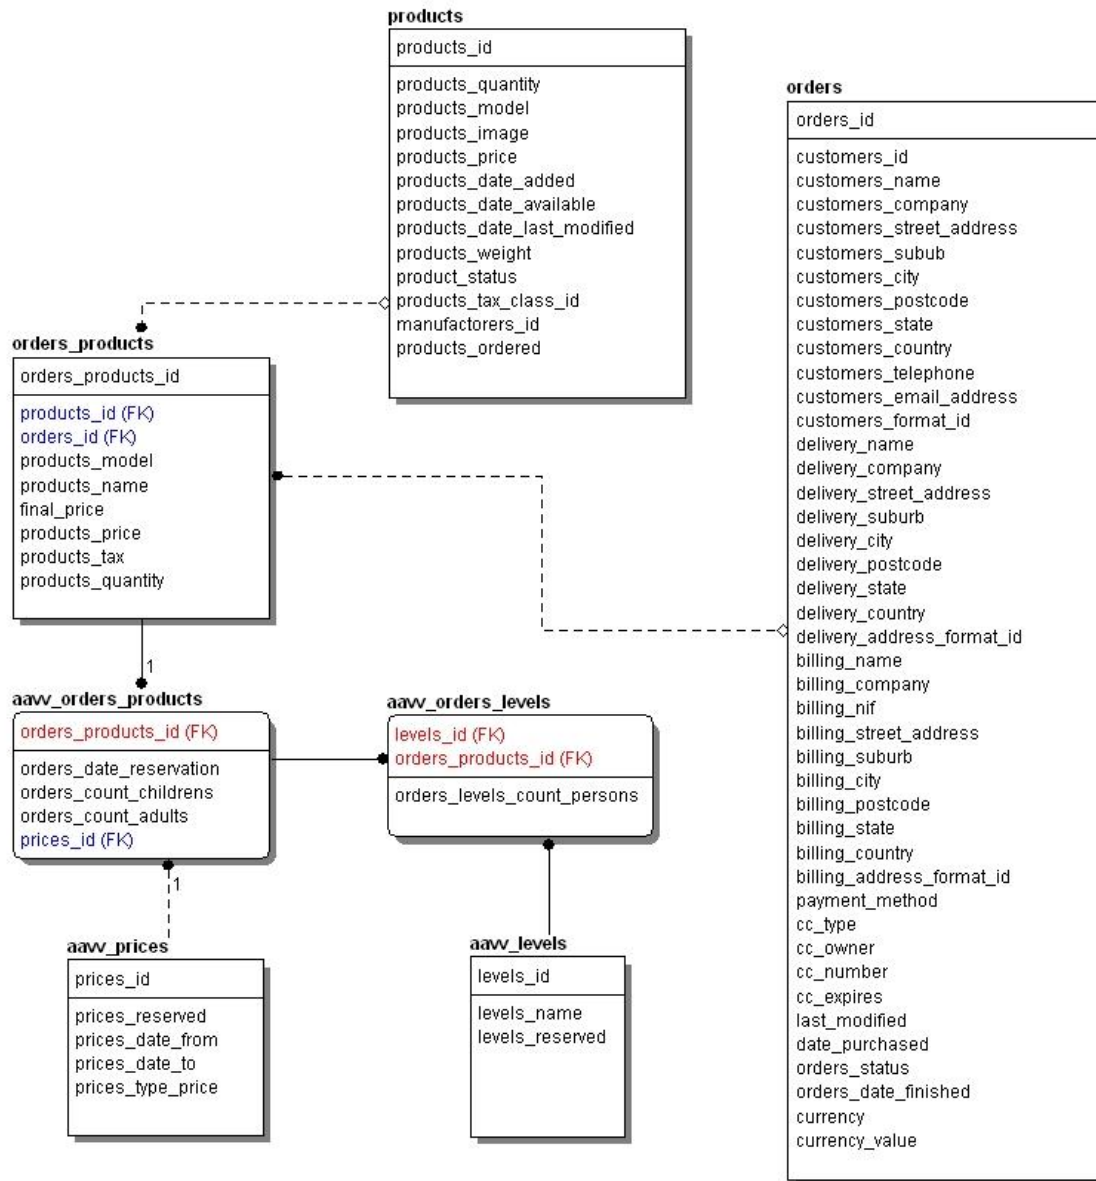 products
products_id
products_quantity
products_model
products_image
products_price
products_date_added
products_date_available
products_date_last_modified
products_weight
product_status
products_tax_class_id
manufactorers_id
products_ordered
orders
orders_id
customers_id
customers_name
customers_company
customers_street_address
customers_subub
customers_city
customers_postcode
customers_state
customers_country
customers_telephone
customers_email_address
customers_format_id
delivery_name
delivery_company
delivery_street_address
delivery_suburb
delivery_city
delivery_postcode
delivery_state
delivery_country
delivery_address_format_id
billing_name
billing_company
billing_nif
billing_street_address
billing_suburb
billing_city
billing_postcode
billing_state
billing_country
billing_address_format_id
payment_method
cc_type
cc_owner
cc_number
cc_expires
last_modified
date_purchased
orders_status
orders_date_finished
currency
currency_value
orders_products
orders_products_id
products_id (FK)
orders_id (FK)
products_model
products_name
final_price
products_price
products_tax
products_quantity
1
aavv_orders_products
orders_products_id (FK)
orders_date_reservation
orders_count_childrens
orders_count_adults
prices_id (FK)
aavv_orders_levels
levels_id (FK)
orders_products_id (FK)
orders_levels_count_persons
1
aavv_prices
prices_id
prices_reserved
prices_date_from
prices_date_to
prices_type_price
aavv_levels
levels_id
levels_name
levels_reserved